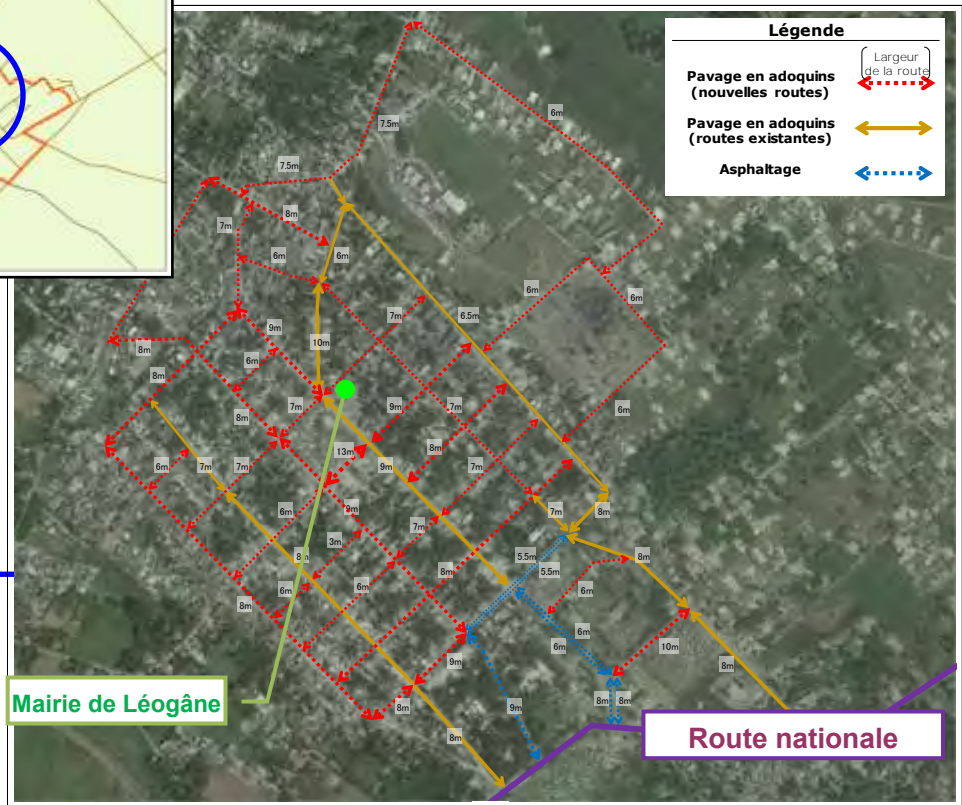 Légende
Largeur
de la route
Pavage en adoquins
(nouvelles routes)
Pavage en adoquins
(routes existantes)
Asphaltage
6m
7.5m
7.5m
8m
7m
6m
6m
6m
6m
7m
6.5m
9m
10m
8m
6m
8m
6m
7m
9m
7m
8m
13m
9m
8m
7m
7m
6m
7m
6m
9m
7m
7m
8m
3m
5.5m
5.5m
8m
8m
6m
6m
8m
6m
8m
6m
6m
10m
9m
8m
8m
8m
9m
8m
8m
Mairie de Léogâne
Route nationale